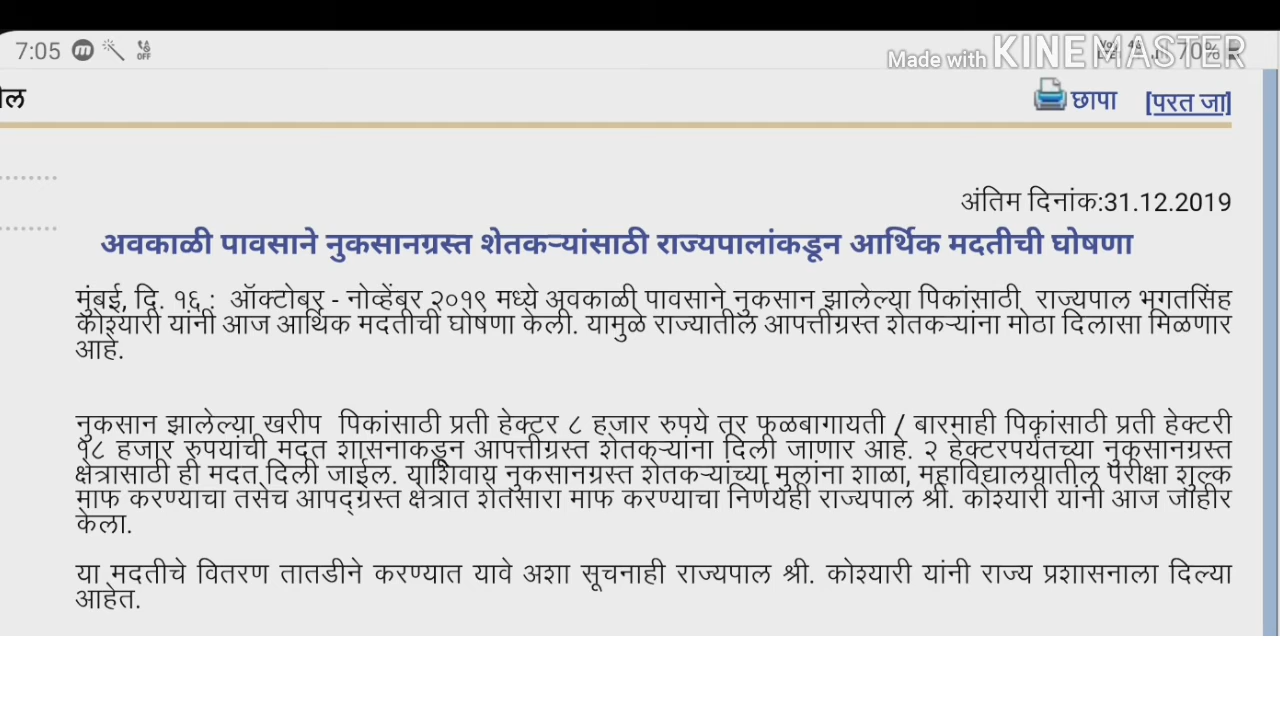 7:05 m OFF Made with KINEMASTER 70%
ील छापा [परत जा]
अंतिम दिनांक:31.12.2019
अवकाळी पावसाने नुकसानग्रस्त शेतकऱ्यांसाठी राज्यपालांकडून आर्थिक मदतीची घोषणा
मुंबई, दि. १६ : ऑक्टोबर - नोव्हेंबर २०१९ मध्ये अवकाळी पावसाने नुकसान झालेल्या पिकांसाठी राज्यपाल भगतसिंह
कोश्यारी यांनी आज आर्थिक मदतीची घोषणा केली. यामुळे राज्यातील आपत्तीग्रस्त शेतकऱ्यांना मोठा दिलासा मिळणार
आहे.
नुकसान झालेल्या खरीप पिकांसाठी प्रती हेक्टर ८ हजार रुपये तर फळबागायती / बारमाही पिकांसाठी प्रती हेक्टरी
१८ हजार रुपयांची मदत शासनाकडून आपत्तीग्रस्त शेतकऱ्यांना दिली जाणार आहे. २ हेक्टरपर्यंतच्या नुकसानग्रस्त
क्षेत्रासाठी ही मदत दिली जाईल. याशिवाय नुकसानग्रस्त शेतकऱ्यांच्या मुलांना शाळा, महाविद्यालयातील परीक्षा शुल्क
माफ करण्याचा तसेच आपद्ग्रस्त क्षेत्रात शेतसारा माफ करण्याचा निर्णयही राज्यपाल श्री. कोश्यारी यांनी आज जाहीर
केला.
या मदतीचे वितरण तातडीने करण्यात यावे अशा सूचनाही राज्यपाल श्री. कोश्यारी यांनी राज्य प्रशासनाला दिल्या
आहेत.